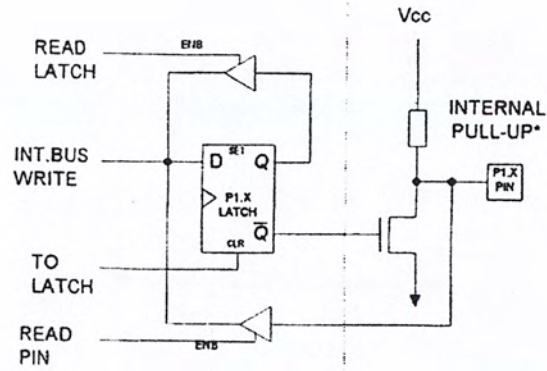 Vcc
READ
LATCH
ENB
INTERNAL
PULL-UP*
INT.BUS
WRITE
D
SET
Q
P1.X
PIN
P1.X
LATCH
Q
CLR
TO
LATCH
READ
PIN
ENB